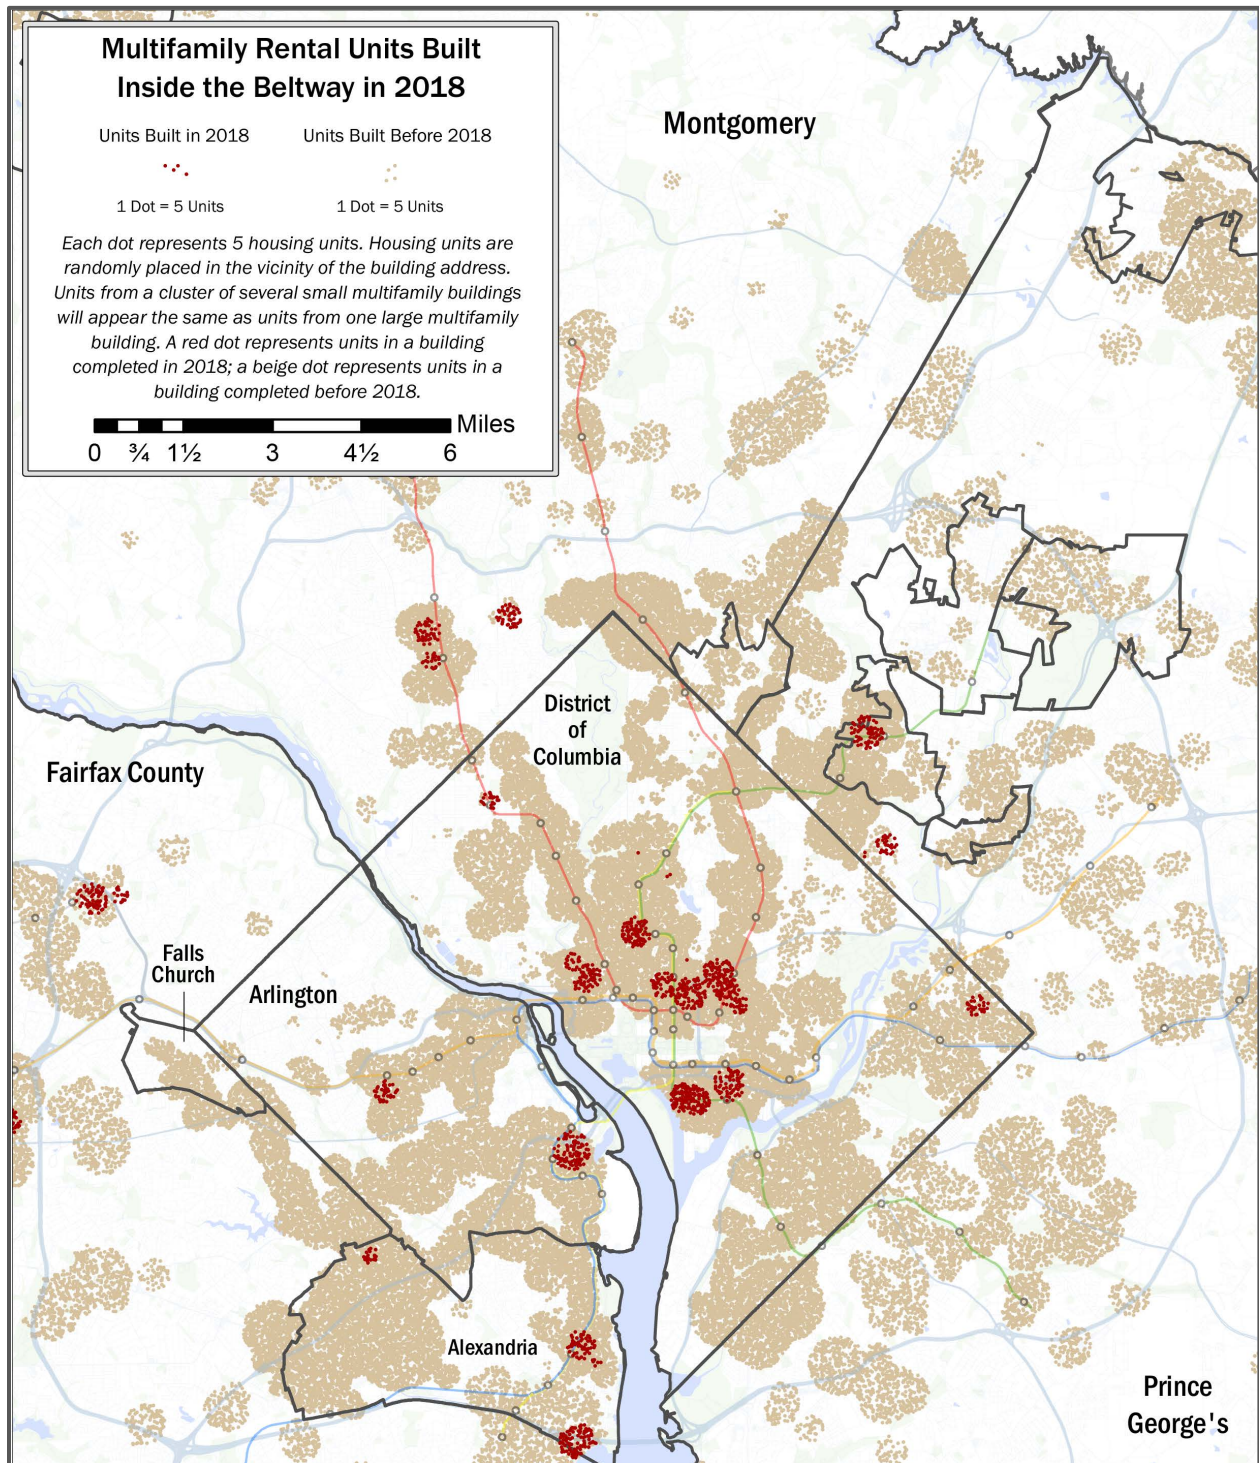 Multifamily Rental Units Built
Inside the Beltway in 2018
Units Built in 2018
Units Built Before 2018
1 Dot = 5 Units
1 Dot = 5 Units
Each dot represents 5 housing units. Housing units are
randomly placed in the vicinity of the building address.
Units from a cluster of several small multifamily buildings
will appear the same as units from one large multifamily
building. A red dot represents units in a building
completed in 2018; a beige dot represents units in a
building completed before 2018.
Miles
0 ¾ 1½ 3 4½ 6
Montgomery
District
of
Columbia
Fairfax County
Falls
Church
Arlington
Alexandria
Prince
George's